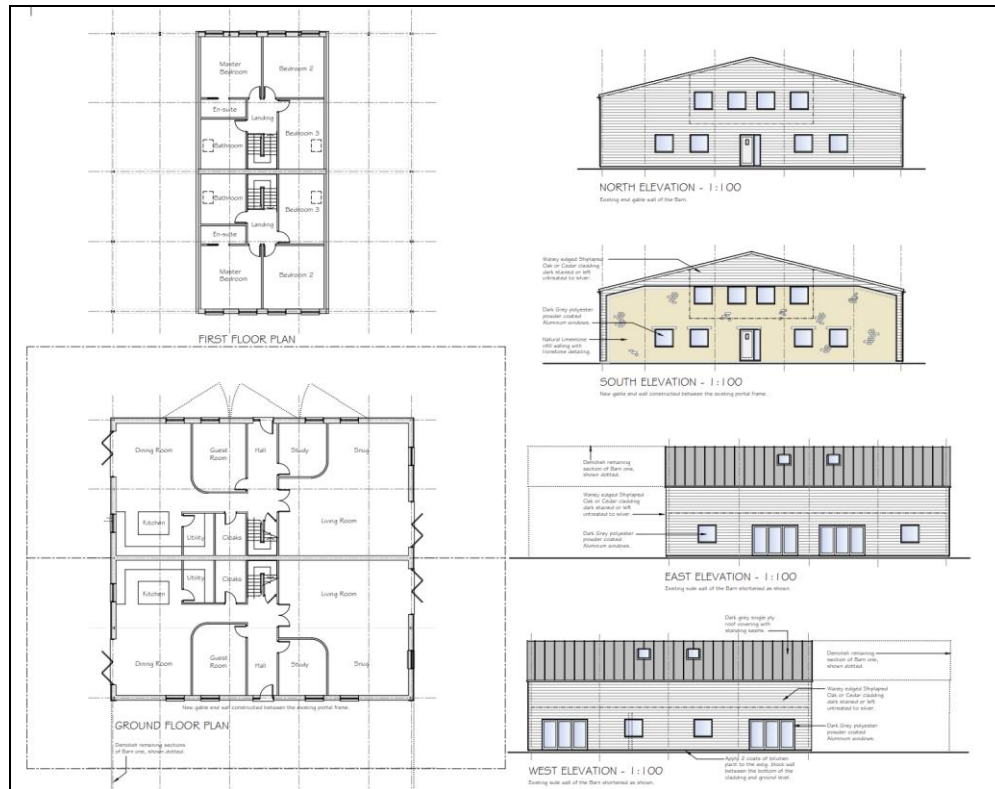 Master
Bedroom
Bedroom 2
En-suite
Landing
Bathroom
Bedroom 3
Bathroom
Bedroom 3
Landing
En-suite
Master
Bedroom
Bedroom 2
FIRST FLOOR PLAN
Dining Room
Guest
Room
Hall
Study
Snug
Kitchen
Utility
Cloaks
Living Room
Kitchen
Utility
Cloaks
Living Room
Dining Room
Guest
Room
Hall
Study
Snug
New gable end wall constructed between the existing portal frame.
GROUND FLOOR PLAN
Demolish remaining sections
of Barn one, shown dotted.
NORTH ELEVATION - 1:100
Existing end gable wall of the Barn.
Waney edged Shiplaped
Oak or Cedar cladding
dark stained or left
untreated to silver.
Dark Grey polyester
powder coated
Aluminum windows.
Natural Limestone
infill walling with
Ironstone detailing.
SOUTH ELEVATION - 1:100
New gable end wall constructed between the existing portal frame.
Demolish remaining
section of Barn one,
shown dotted.
Waney edged Shiplaped
Oak or Cedar cladding
dark stained or left
untreated to silver.
Dark Grey polyester
powder coated
Aluminum windows.
EAST ELEVATION - 1:100
Existing side wall of the Barn shortened as shown.
Dark grey single ply
roof covering with
standing seams.
Demolish remaining
section of Barn one,
shown dotted.
Waney edged Shiplaped
Oak or Cedar cladding
dark stained or left
untreated to silver.
Dark Grey polyester
powder coated
Aluminum windows.
Apply 2 coats of bitumen
paint to the extg. block wall
between the bottom of the
cladding and ground level.
WEST ELEVATION - 1:100
Existing side wall of the Barn shortened as shown.